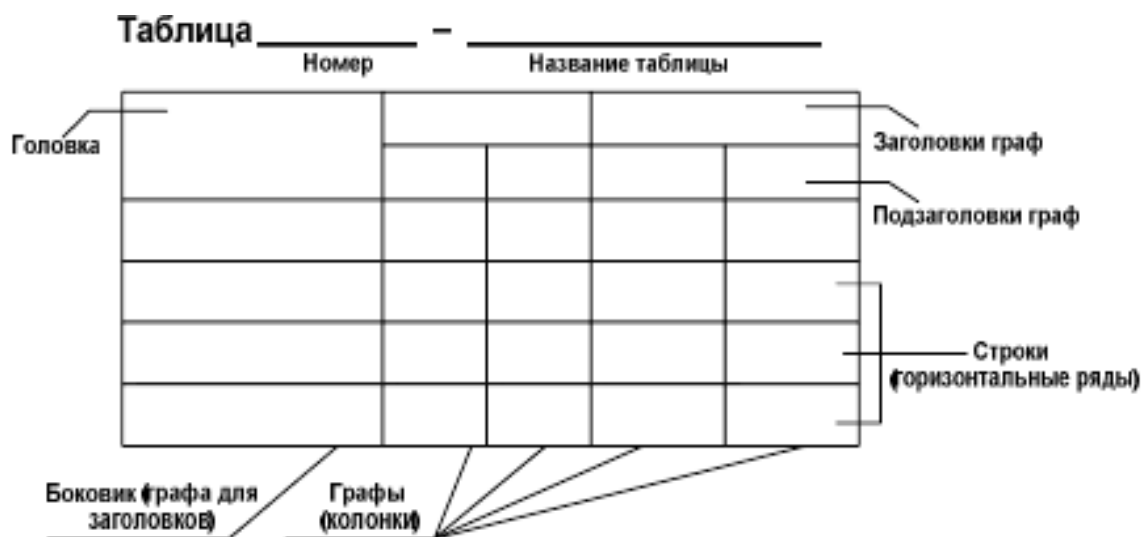 Таблица _________ – _________________
Номер Название таблицы
Головка
Заголовки граф
Подзаголовки граф
Строки
(горизонтальные ряды)
Боковик (графа для
заголовков)
Графы
(колонки)